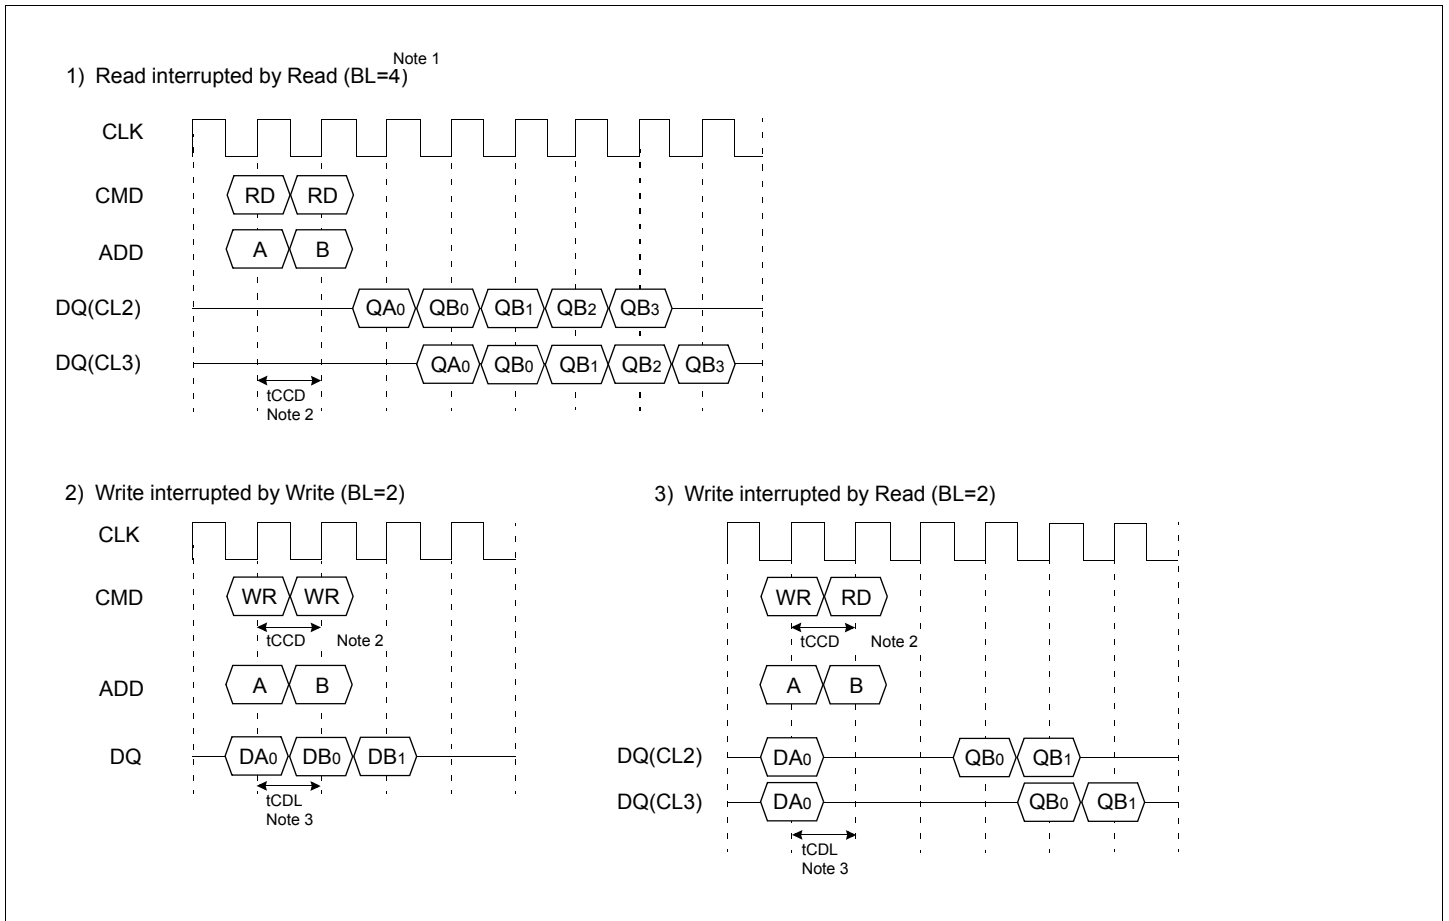 1) Read interrupted by Read (BL=4) Note 1
CLK
CMD RD RD
ADD A B
DQ(CL2) QA0 QB0 QB1 QB2 QB3
DQ(CL3) QA0 QB0 QB1 QB2 QB3
tCCD
Note 2
2) Write interrupted by Write (BL=2)
CLK
CMD WR WR
tCCD Note 2
ADD A B
DQ DA0 DB0 DB1
tCDL
Note 3
3) Write interrupted by Read (BL=2)
WR RD
tCCD Note 2
A B
DQ(CL2) DA0 QB0 QB1
DQ(CL3) DA0 QB0 QB1
tCDL
Note 3